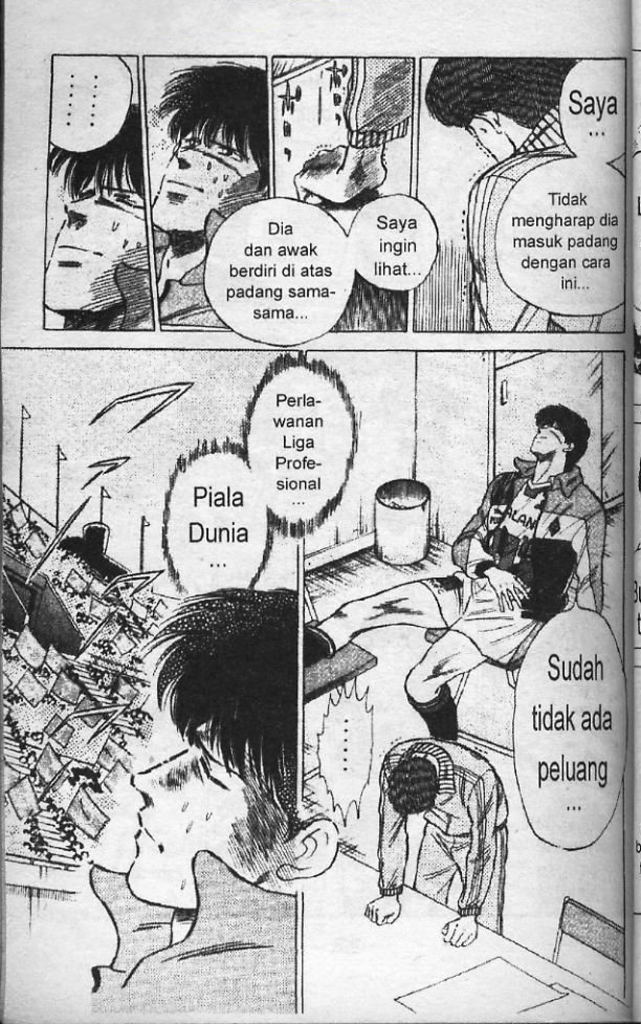 Saya
...
Tidak
mengharap dia
masuk padang
dengan cara
ini...
Saya
ingin
lihat...
Dia
dan awak
berdiri di atas
padang sama-
sama...
......
Perla-
wanan
Liga
Profe-
sional
...
Piala
Dunia
...
Sudah
tidak ada
peluang
...
......